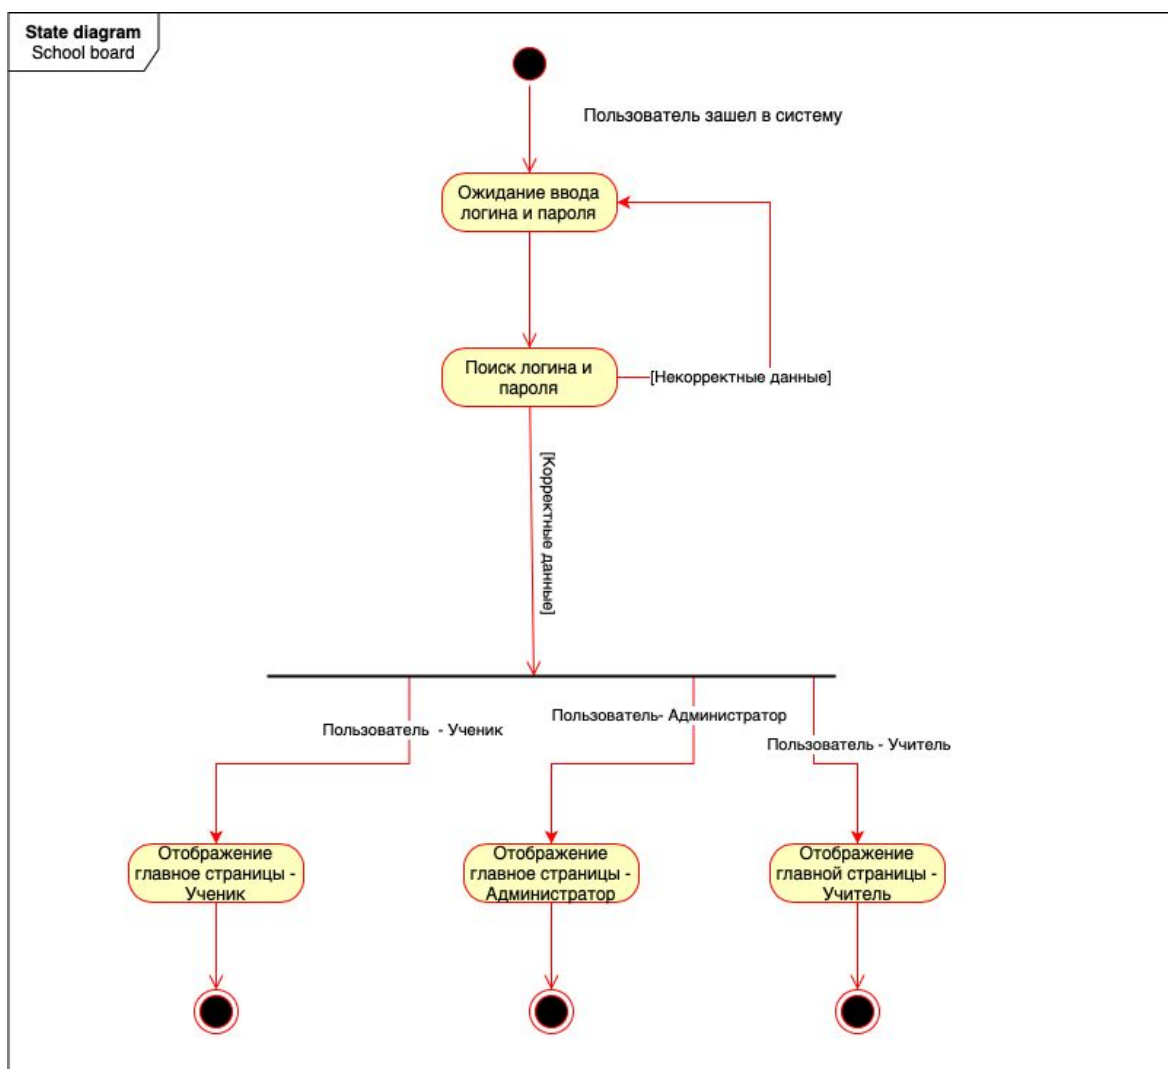 State diagram
School board
Пользователь зашел в систему
Ожидание ввода
логина и пароля
Поиск логина и
пароля
[Некорректные данные]
[Корректные данные]
Пользователь - Ученик
Пользователь- Администратор
Пользователь - Учитель
Отображение
главное страницы -
Ученик
Отображение
главное страницы -
Администратор
Отображение
главной страницы -
Учитель